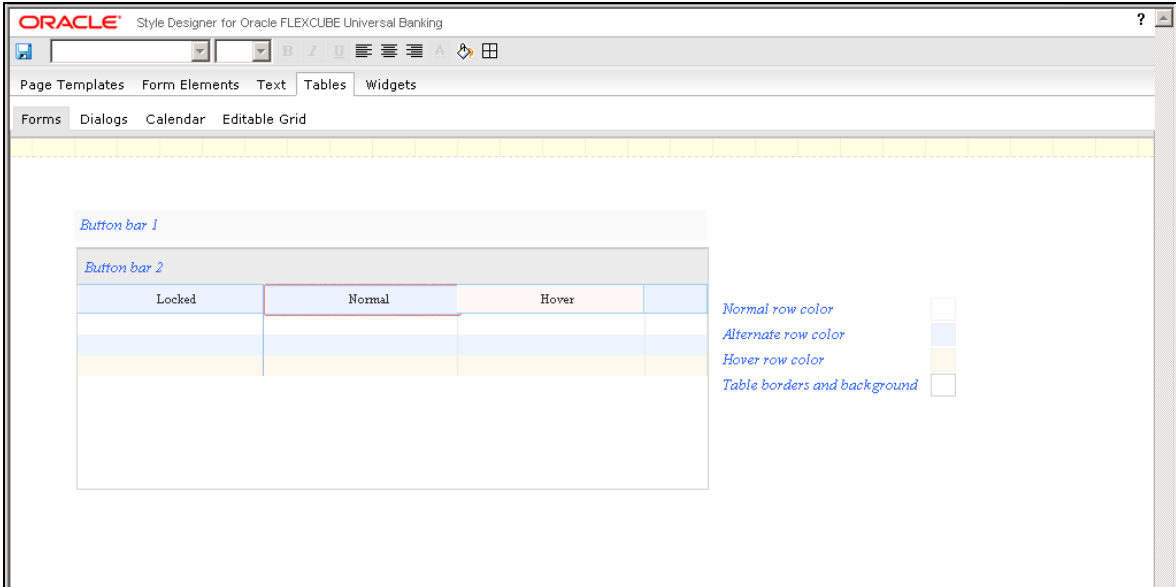 ORACLE Style Designer for Oracle FLEXCUBE Universal Banking ?
B I U A
Page Templates Form Elements Text Tables Widgets
Forms Dialogs Calendar Editable Grid
Button bar 1
Button bar 2
Locked Normal Hover
Normal row color
Alternate row color
Hover row color
Table borders and background